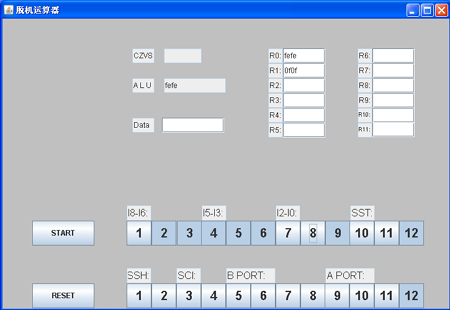 脱机运算器
CZVS R0: fefe R6:
R1: 0f0f R7:
A L U fefe R2: R8:
R3: R9:
R4: R10:
Data R5: R11:
I8-I6: I5-I3: I2-I0: SST:
START 1 2 3 4 5 6 7 8 9 10 11 12
SSH: SCI: B PORT: A PORT:
RESET 1 2 3 4 5 6 7 8 9 10 11 12